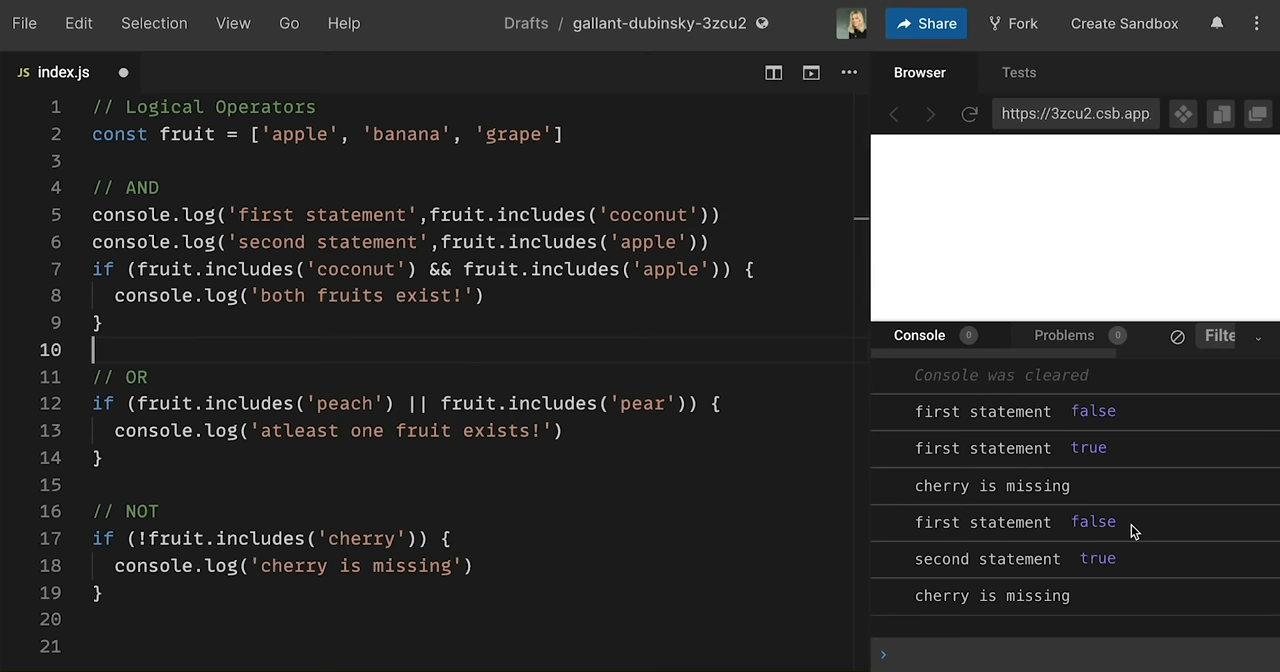 File Edit Selection View Go Help Drafts / gallant-dubinsky-3zcu2 Share Fork Create Sandbox
JS index.js
Browser Tests
https://3zcu2.csb.app
1 // Logical Operators
2 const fruit = ['apple', 'banana', 'grape']
3
4 // AND
5 console.log('first statement',fruit.includes('coconut'))
6 console.log('second statement',fruit.includes('apple'))
7 if (fruit.includes('coconut') && fruit.includes('apple')) {
8 console.log('both fruits exist!')
9 }
10
11 // OR
12 if (fruit.includes('peach') || fruit.includes('pear')) {
13 console.log('atleast one fruit exists!')
14 }
15
16 // NOT
17 if (!fruit.includes('cherry')) {
18 console.log('cherry is missing')
19 }
20
21
Console 0 Problems 0 Filte
Console was cleared
first statement false
first statement true
cherry is missing
first statement false
second statement true
cherry is missing